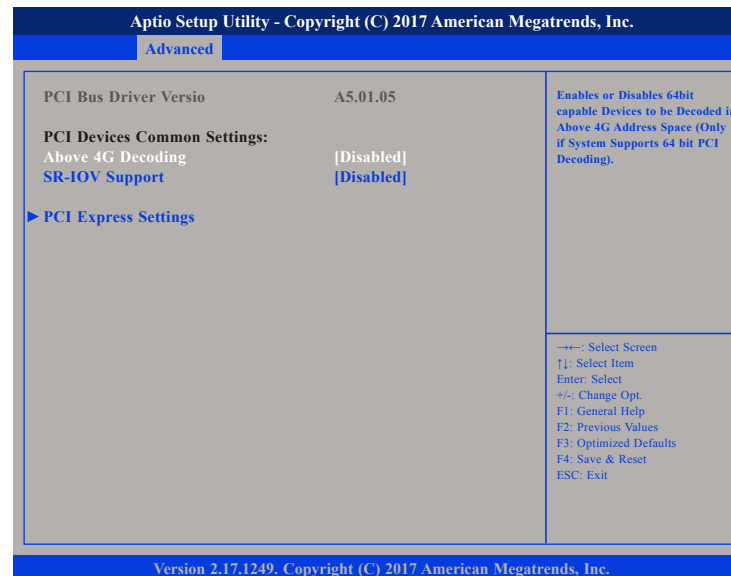 Aptio Setup Utility - Copyright (C) 2017 American Megatrends, Inc.
Advanced
PCI Bus Driver Versio A5.01.05
PCI Devices Common Settings:
Above 4G Decoding [Disabled]
SR-IOV Support [Disabled]
► PCI Express Settings
Enables or Disables 64bit
capable Devices to be Decoded i
Above 4G Address Space (Only
if System Supports 64 bit PCI
Decoding).
→←: Select Screen
↑↓: Select Item
Enter: Select
+/-: Change Opt.
F1: General Help
F2: Previous Values
F3: Optimized Defaults
F4: Save & Reset
ESC: Exit
Version 2.17.1249. Copyright (C) 2017 American Megatrends, Inc.